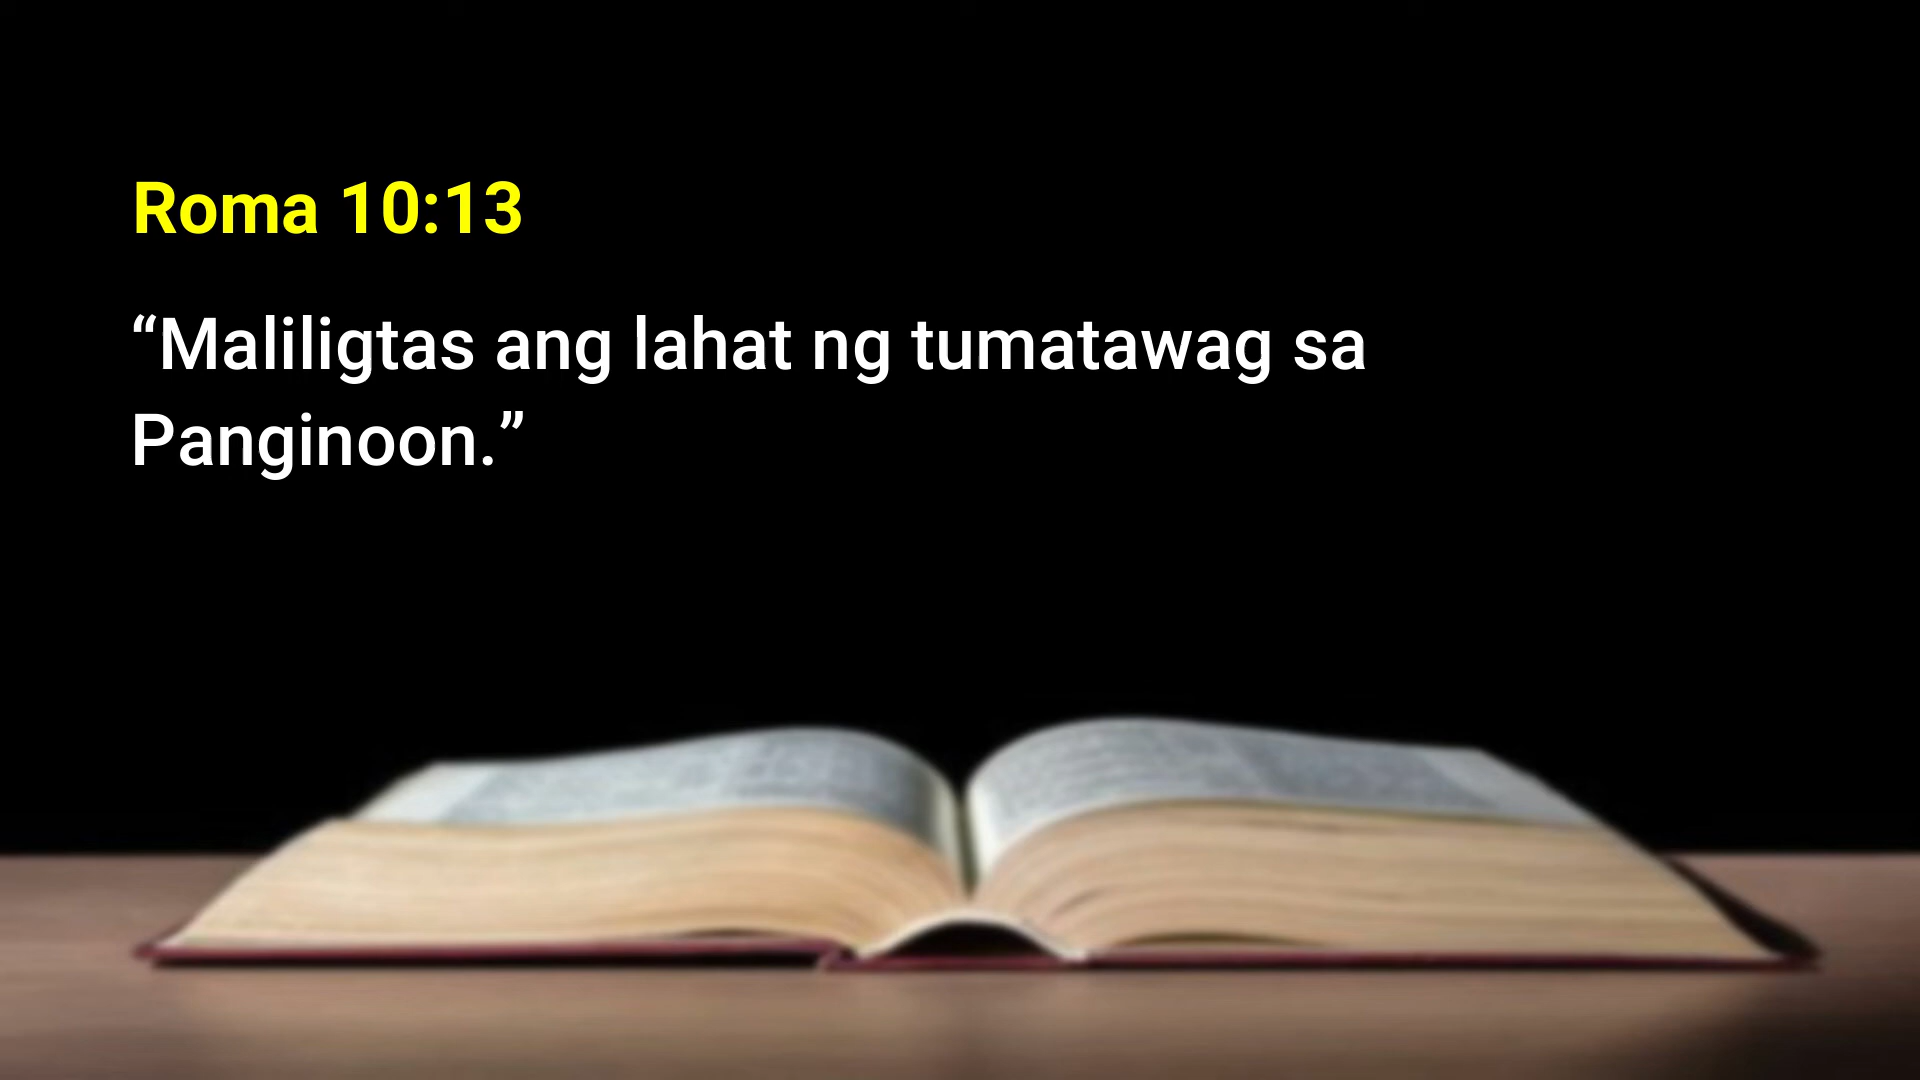 Roma 10:13
“Maliligtas ang lahat ng tumatawag sa
Panginoon.”